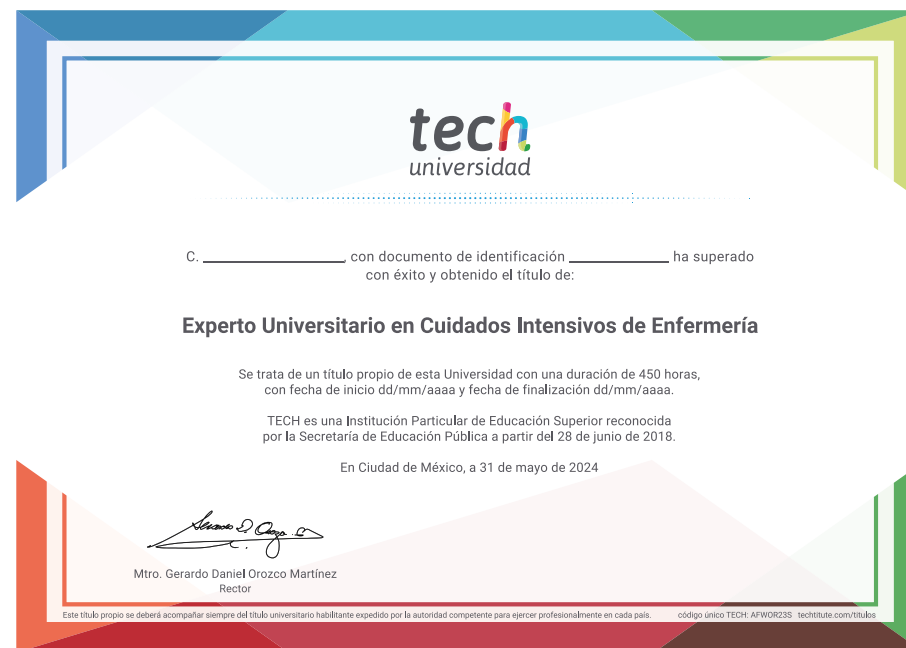 tech
universidad
C. ____________, con documento de identificación ____________ ha superado
con éxito y obtenido el título de:
Experto Universitario en Cuidados Intensivos de Enfermería
Se trata de un título propio de esta Universidad con una duración de 450 horas,
con fecha de inicio dd/mm/aaaa y fecha de finalización dd/mm/aaaa.
TECH es una Institución Particular de Educación Superior reconocida
por la Secretaría de Educación Pública a partir del 28 de junio de 2018.
En Ciudad de México, a 31 de mayo de 2024
Mtro. Gerardo Daniel Orozco Martínez
Rector
Este título propio se deberá acompañar siempre del título universitario habilitante expedido por la autoridad competente para ejercer profesionalmente en cada país. código único TECH: AFWOR23S techtitute.com/titulos